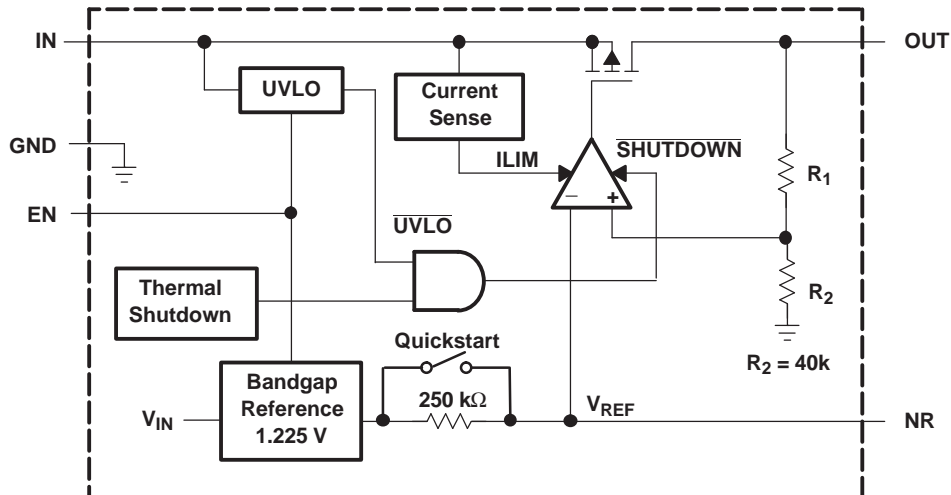 IN
OUT
UVLO
Current
Sense
GND
ILIM
SHUTDOWN
R1
EN
UVLO
− +
Thermal
Shutdown
R2
Quickstart
R2 = 40k
Bandgap
Reference
1.225 V
250 kΩ
VIN
VREF
NR